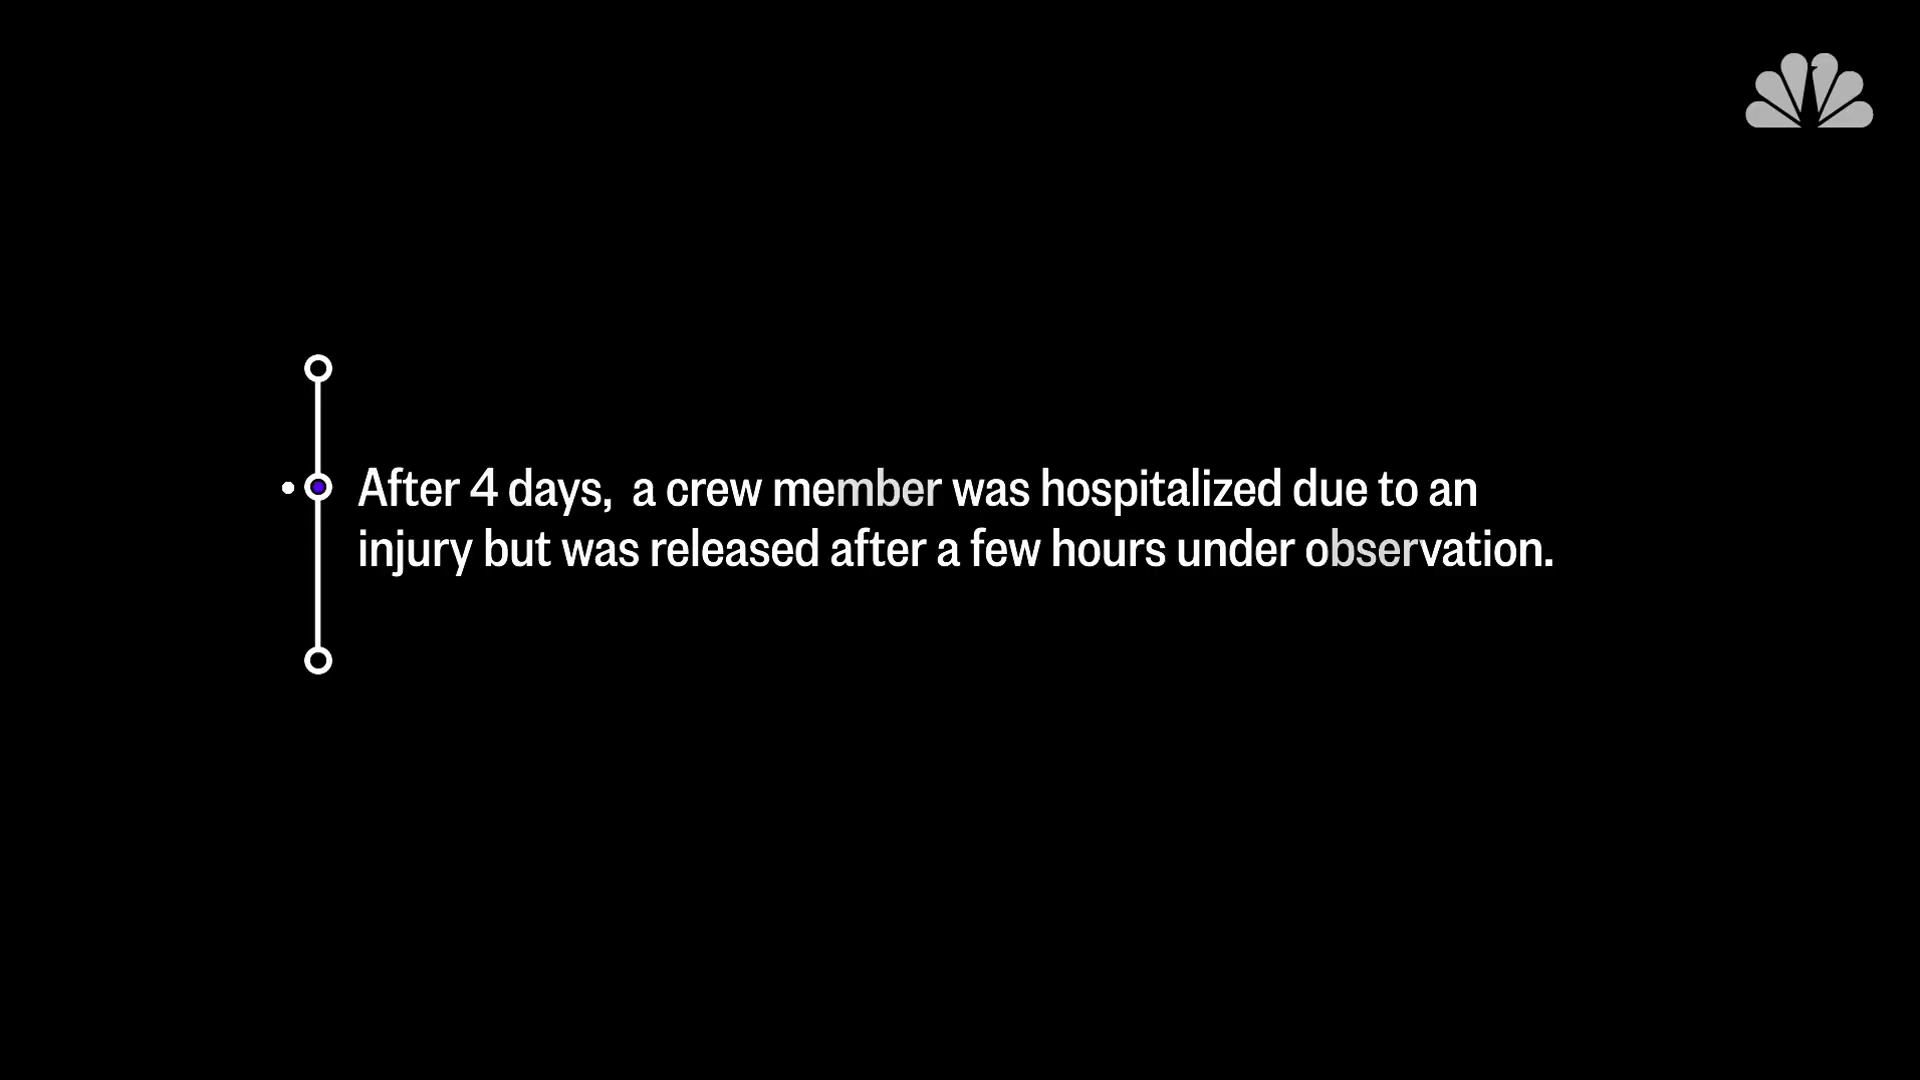 After 4 days,  a crew member was hospitalized due to an
injury but was released after a few hours under observation.